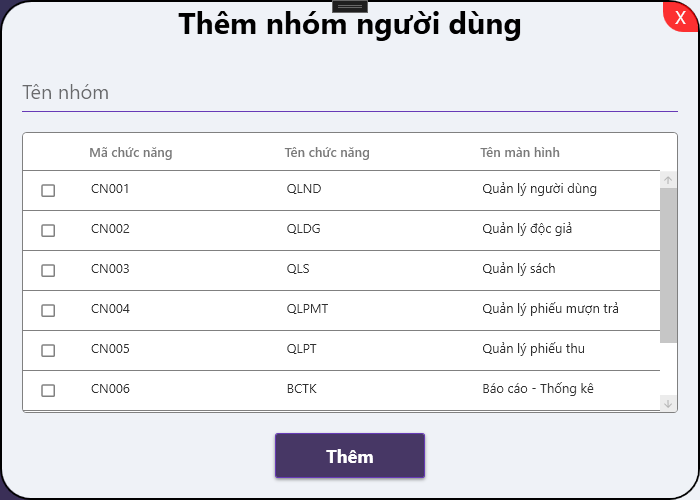 Thêm nhóm người dùng
X
Tên nhóm
Mã chức năng Tên chức năng Tên màn hình
CN001 QLND Quản lý người dùng
CN002 QLDG Quản lý độc giả
CN003 QLS Quản lý sách
CN004 QLPMT Quản lý phiếu mượn trả
CN005 QLPT Quản lý phiếu thu
CN006 BCTK Báo cáo - Thống kê
Thêm